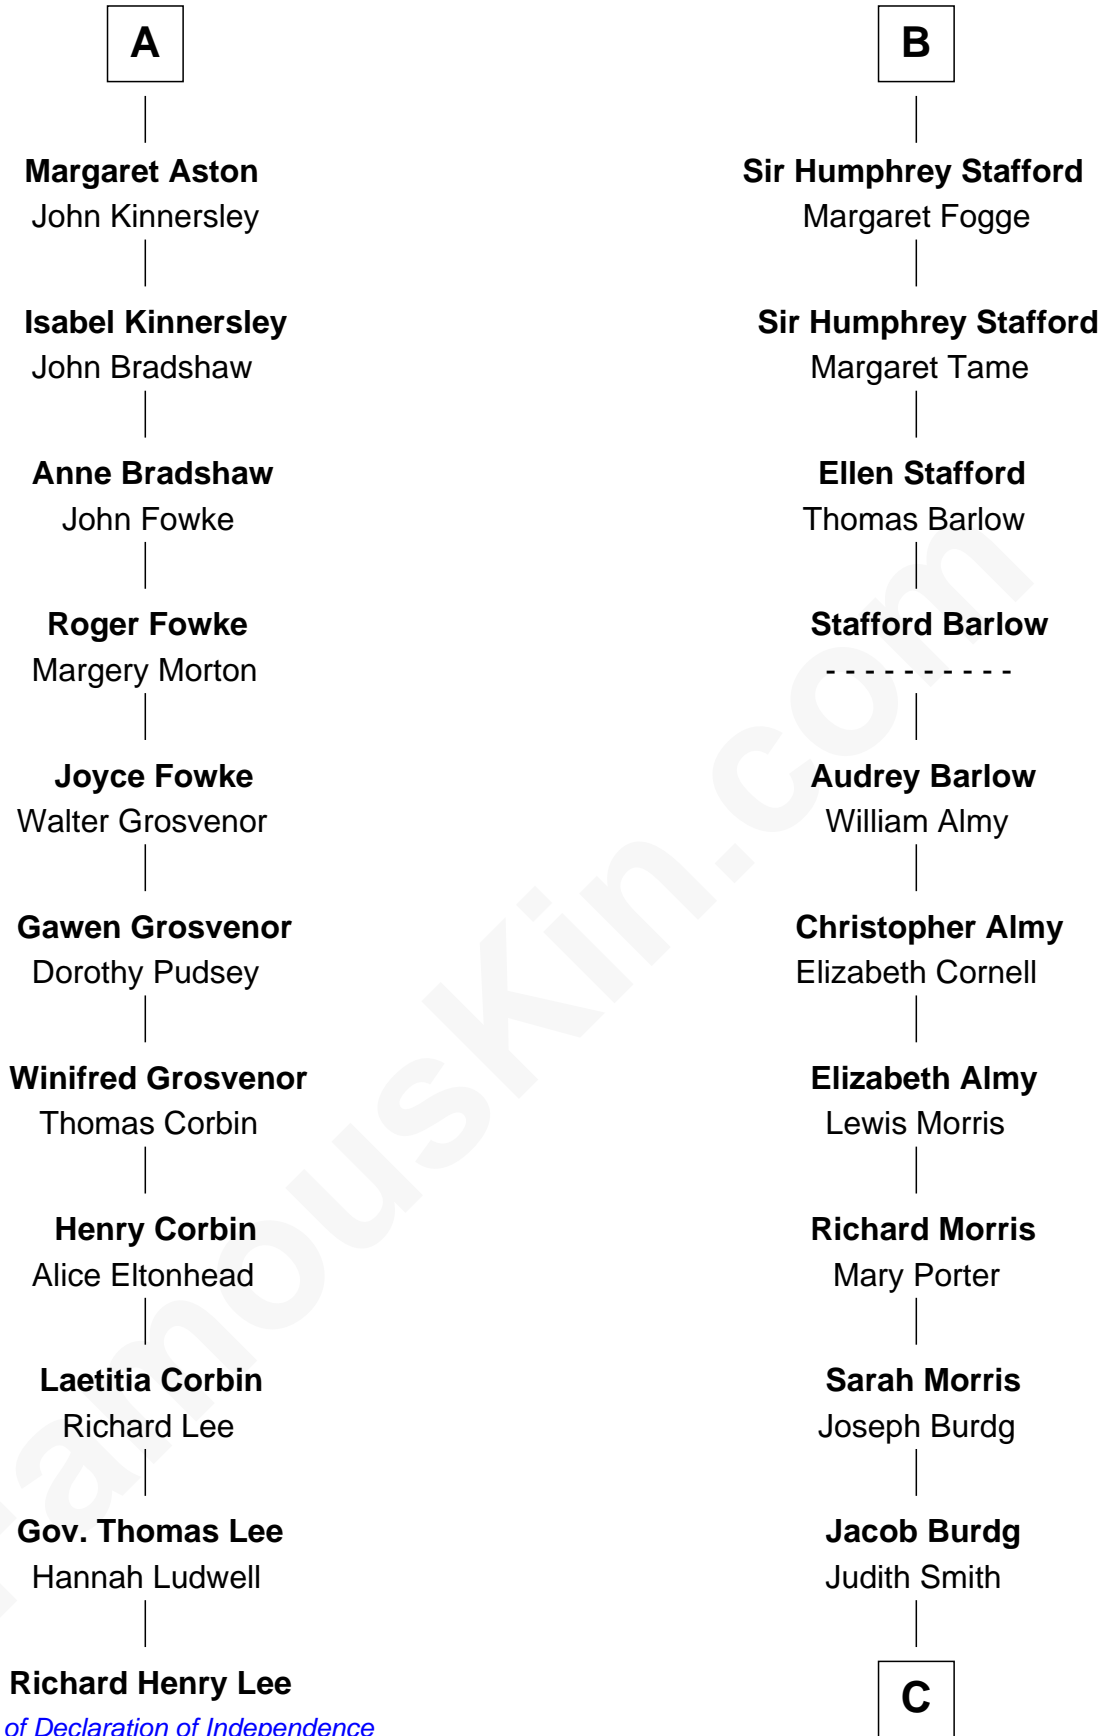 A
Margaret Aston
John Kinnersley
Isabel Kinnersley
John Bradshaw
Anne Bradshaw
John Fowke
Roger Fowke
Margery Morton
Joyce Fowke
Walter Grosvenor
Gawen Grosvenor
Dorothy Pudsey
Winifred Grosvenor
Thomas Corbin
Henry Corbin
Alice Eltonhead
Laetitia Corbin
Richard Lee
Gov. Thomas Lee
Hannah Ludwell
Richard Henry Lee
of Declaration of Independence
B
Sir Humphrey Stafford
Margaret Fogge
Sir Humphrey Stafford
Margaret Tame
Ellen Stafford
Thomas Barlow
Stafford Barlow
- - - - - - - - - -
Audrey Barlow
William Almy
Christopher Almy
Elizabeth Cornell
Elizabeth Almy
Lewis Morris
Richard Morris
Mary Porter
Sarah Morris
Joseph Burdg
Jacob Burdg
Judith Smith
C
FamousKin.com